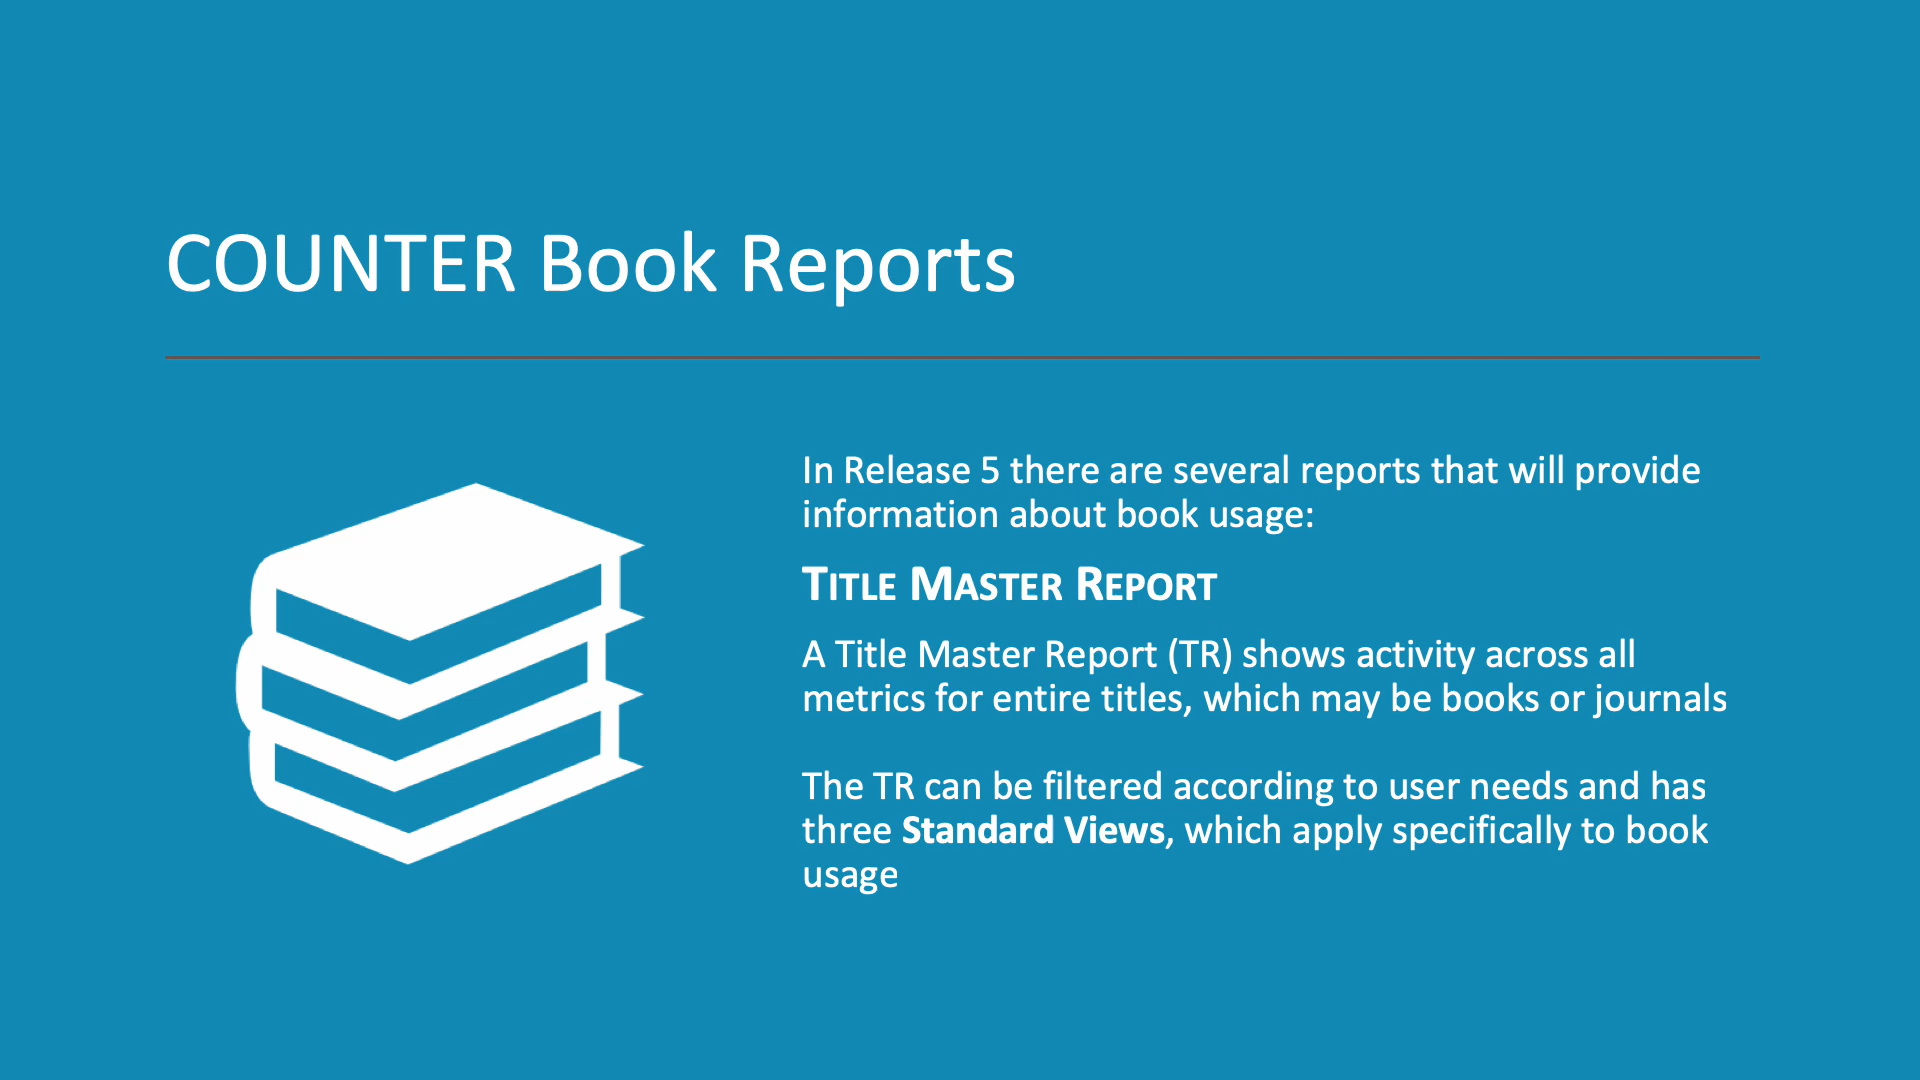 COUNTER Book Reports
In Release 5 there are several reports that will provide
information about book usage:
TITLE MASTER REPORT
A Title Master Report (TR) shows activity across all
metrics for entire titles, which may be books or journals
The TR can be filtered according to user needs and has
three Standard Views, which apply specifically to book
usage